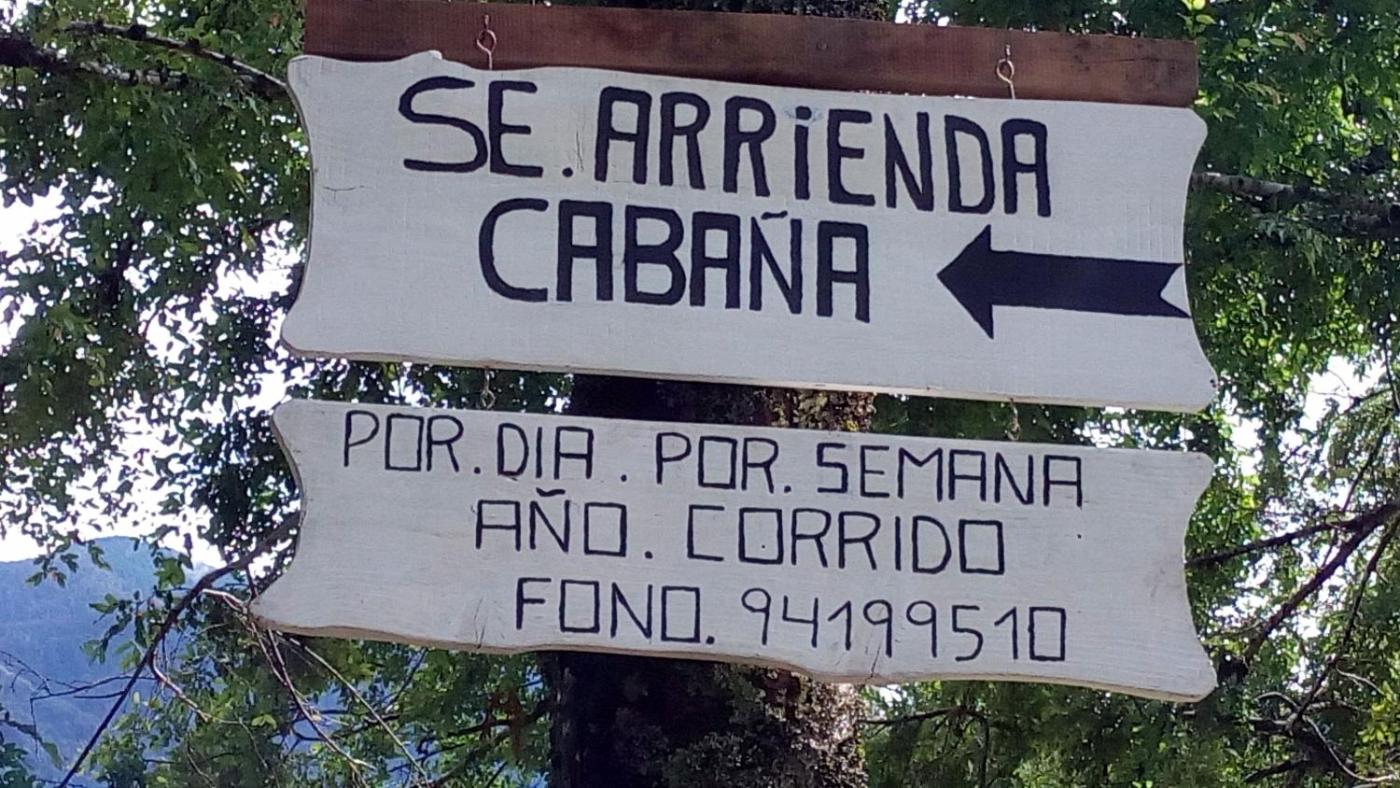 SE. ARRiENDA
CABAÑA
POR. DIA. POR. SEMANA
AÑO. CORRIDO
FONO. 94199510